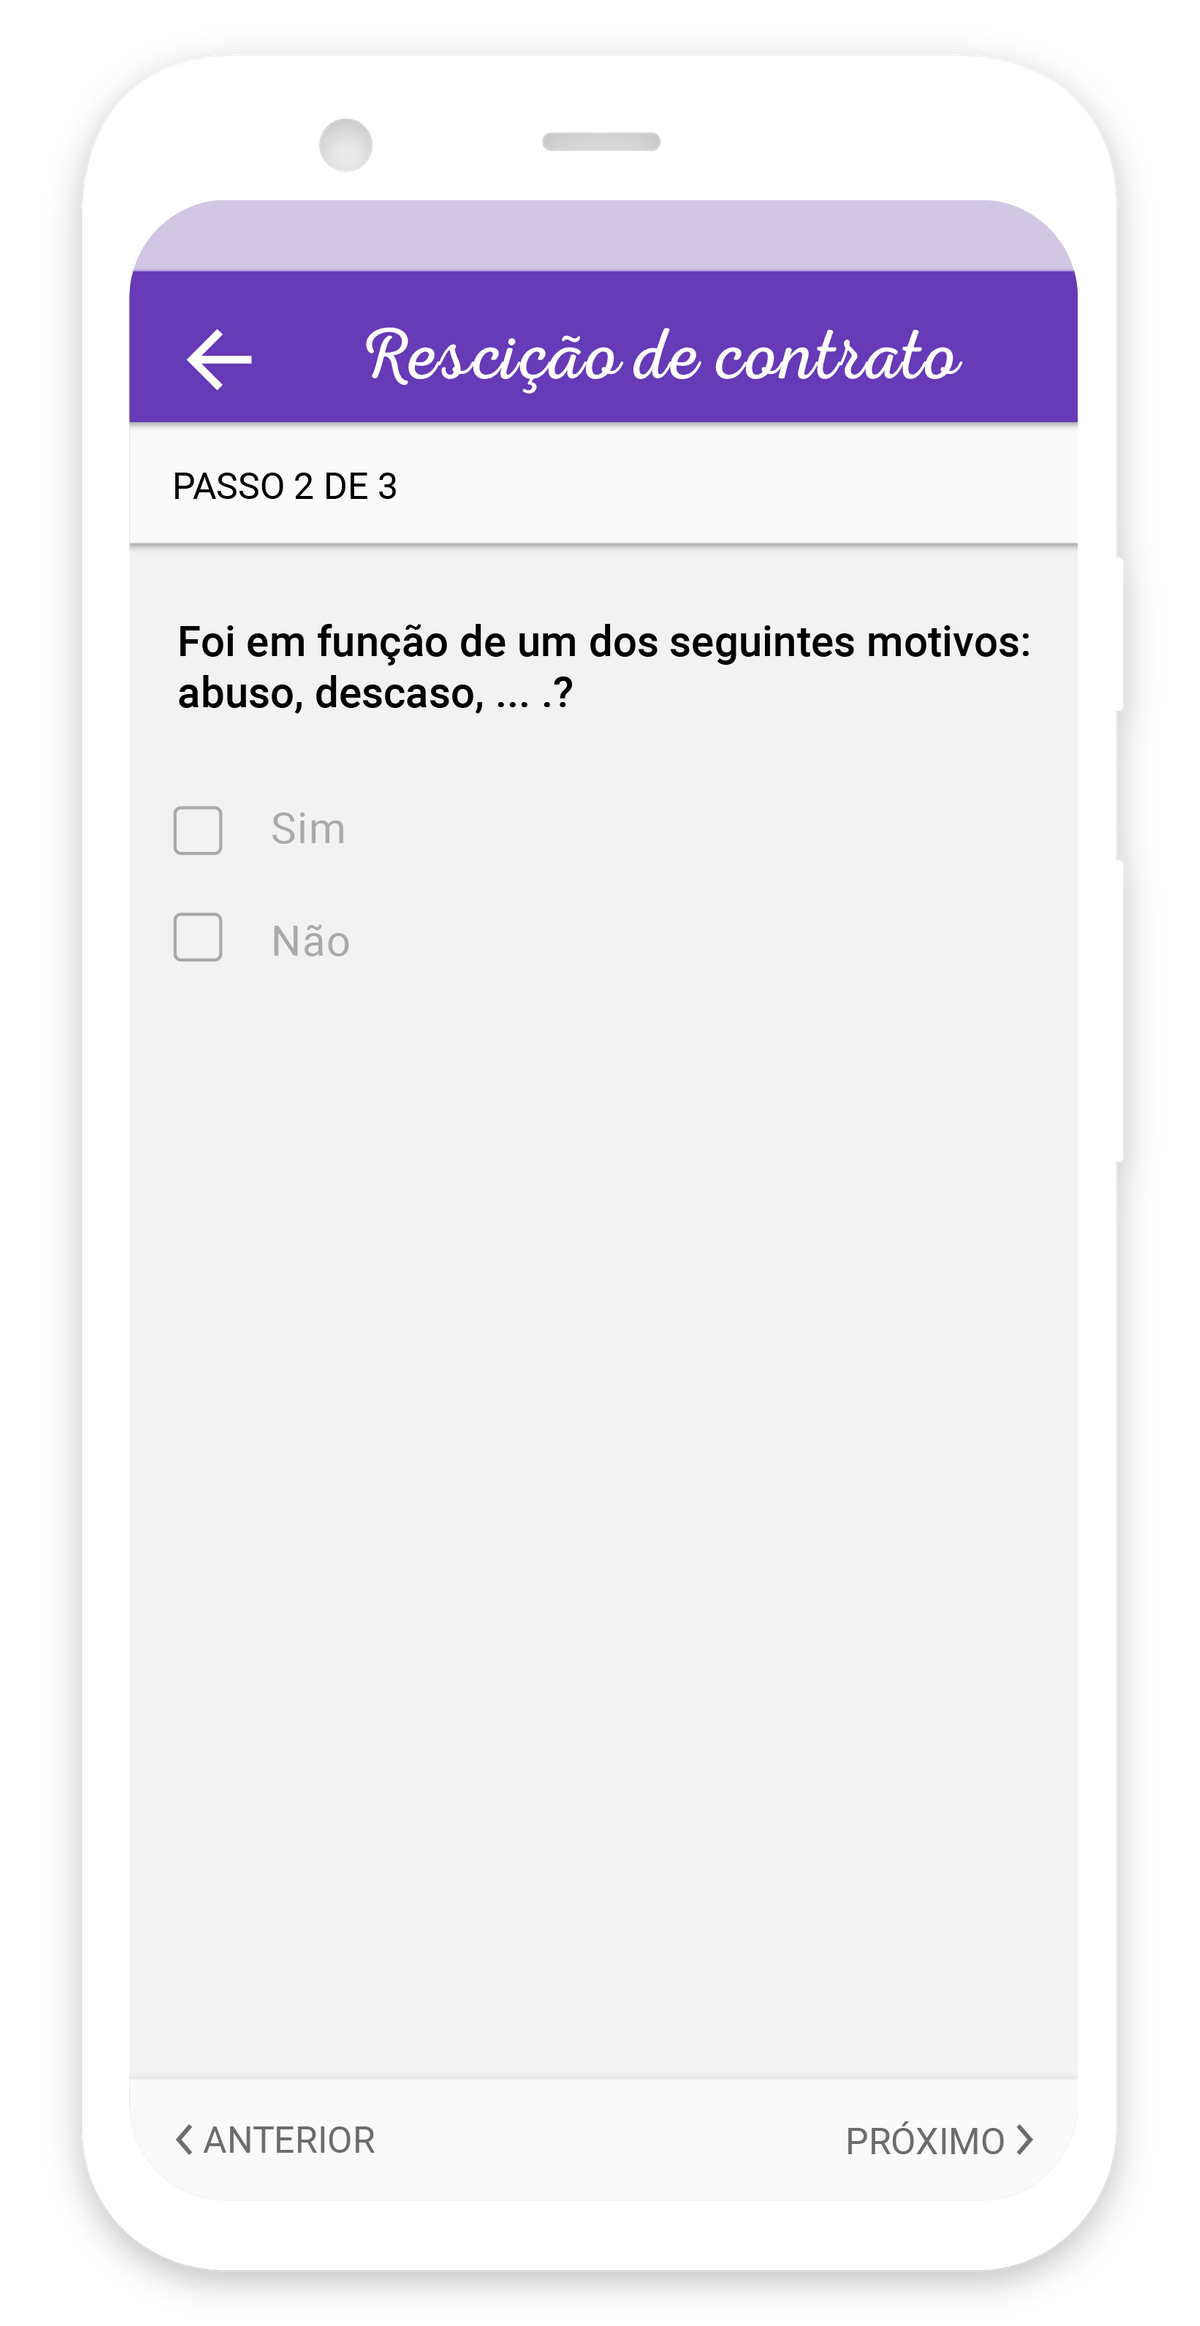 Rescição de contrato
PASSO 2 DE 3
Foi em função de um dos seguintes motivos:
abuso, descaso, ... .?
Sim
Não
ANTERIOR
PRÓXIMO